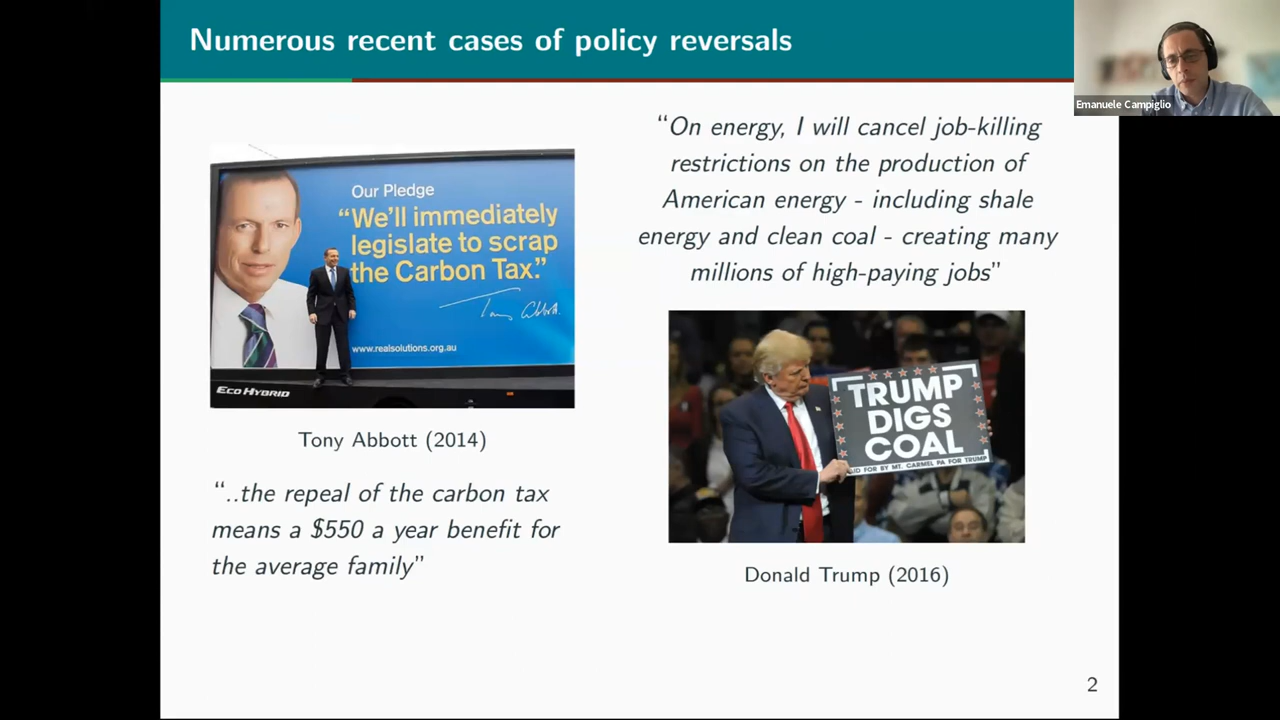 Numerous recent cases of policy reversals
Emanuele Campiglio
Our Pledge
“We’ll immediately
legislate to scrap
the Carbon Tax.”
Tony Abbott.
www.realsolutions.org.au
ECO HYBRID
Tony Abbott (2014)
“..the repeal of the carbon tax
means a $550 a year benefit for
the average family”
“On energy, I will cancel job-killing
restrictions on the production of
American energy - including shale
energy and clean coal - creating many
millions of high-paying jobs”
TRUMP
DIGS
COAL
PAID FOR BY MT. CARMEL PA FOR TRUMP
Donald Trump (2016)
2